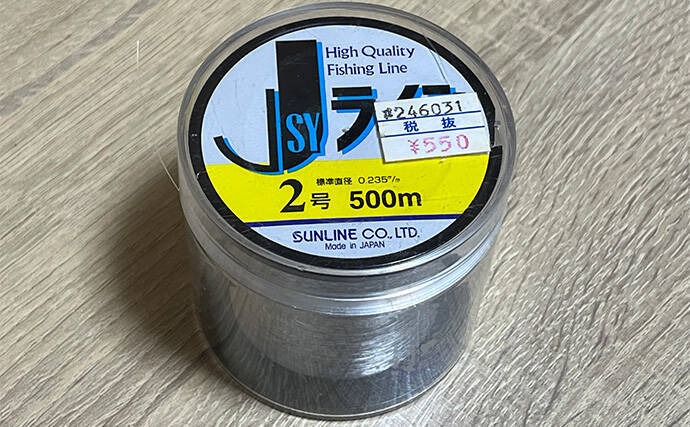 High Quality
Fishing Line
J SY ライン
#246031
税抜
¥550
標準直径 0.235m/m
2号 500m
SUNLINE CO., LTD.
Made in JAPAN